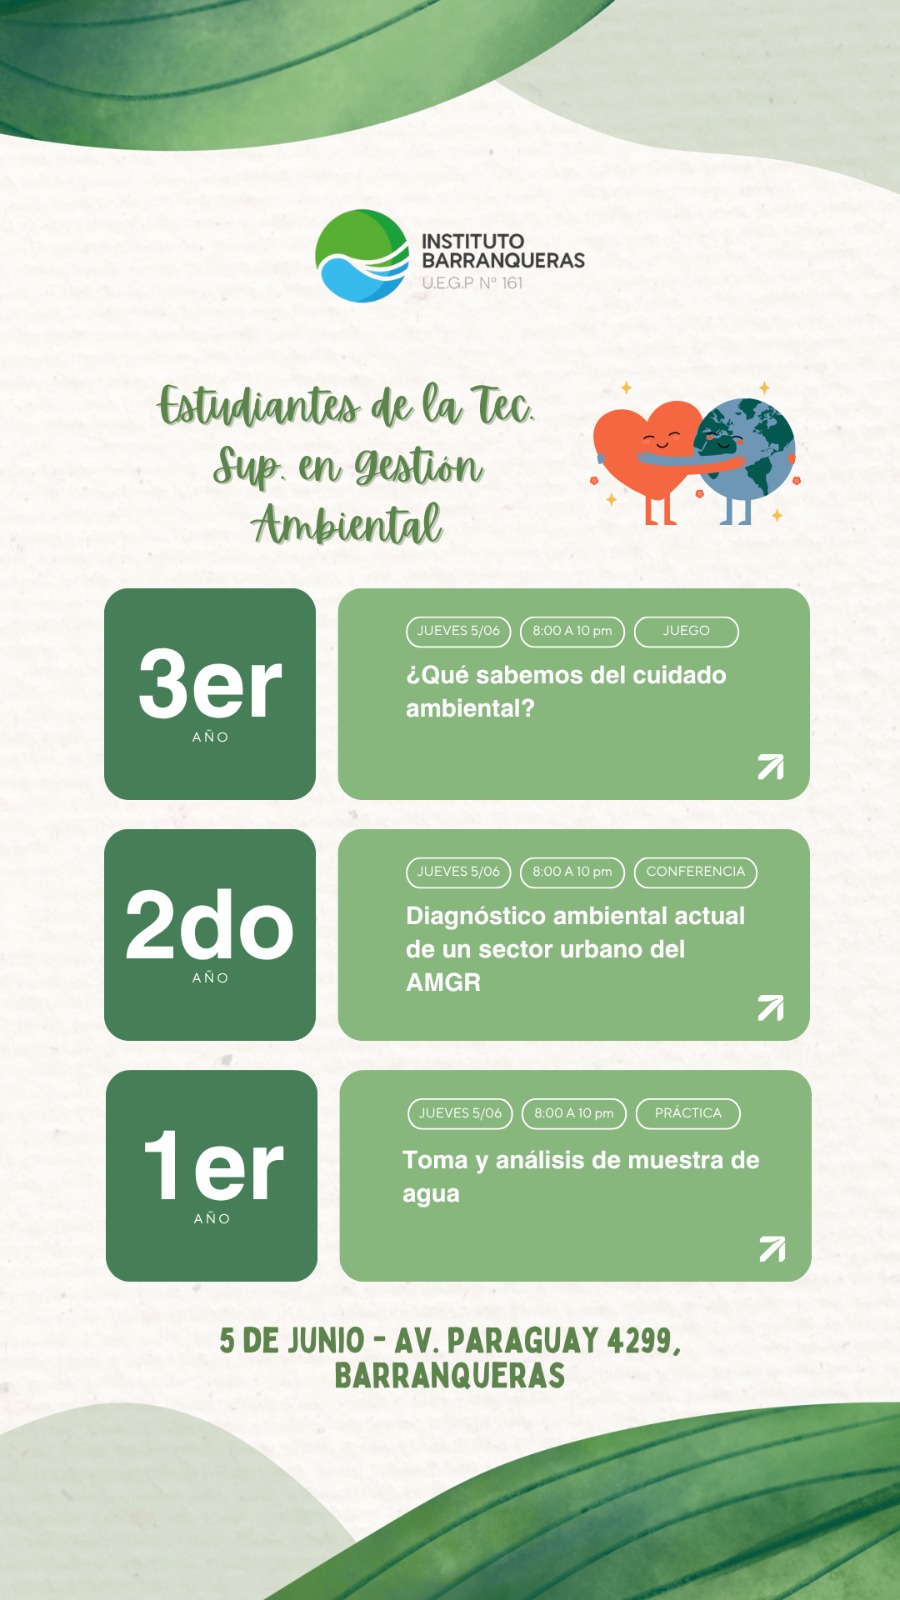 INSTITUTO
BARRANQUERAS
U.E.G.P N° 161
Estudiantes de la Tec.
Sup. en Gestión
Ambiental
3er
AÑO
JUEVES 5/06
8:00 A 10 pm
JUEGO
¿Qué sabemos del cuidado
ambiental?
2do
AÑO
JUEVES 5/06
8:00 A 10 pm
CONFERENCIA
Diagnóstico ambiental actual
de un sector urbano del
AMGR
1er
AÑO
JUEVES 5/06
8:00 A 10 pm
PRÁCTICA
Toma y análisis de muestra de
agua
5 DE JUNIO - AV. PARAGUAY 4299,
BARRANQUERAS